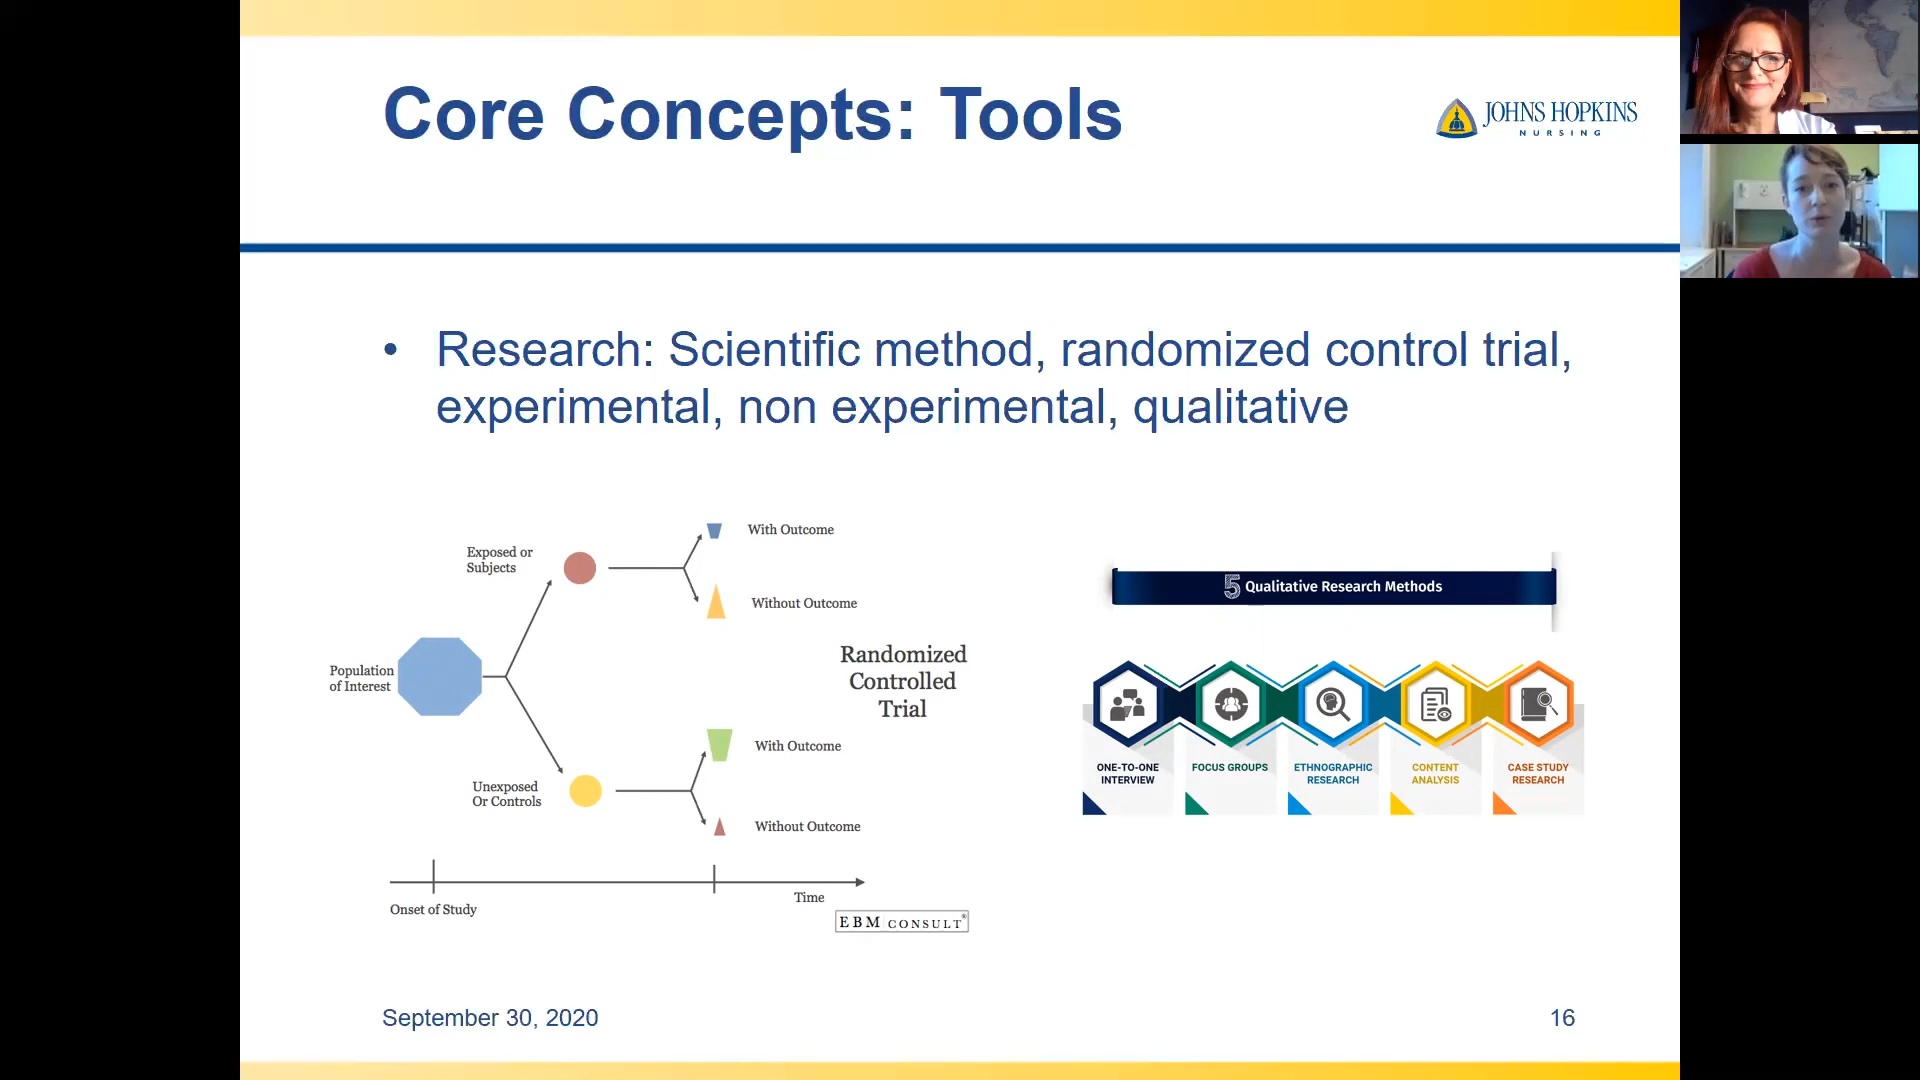 Core Concepts: Tools
JOHNS HOPKINS
NURSING
• Research: Scientific method, randomized control trial,
experimental, non experimental, qualitative
Population
of Interest
Exposed or
Subjects
With Outcome
Without Outcome
Randomized
Controlled
Trial
Unexposed
Or Controls
With Outcome
Without Outcome
Onset of Study
Time
EBM CONSULT®
5 Qualitative Research Methods
ONE-TO-ONE
INTERVIEW
FOCUS GROUPS
ETHNOGRAPHIC
RESEARCH
CONTENT
ANALYSIS
CASE STUDY
RESEARCH
September 30, 2020
16